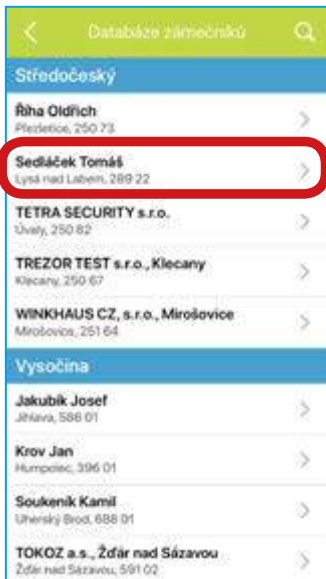 Databáze zámečníků
Středočeský
Říha Oldřich
Přezletice, 250 73
Sedláček Tomáš
Lysá nad Labem, 289 22
TETRA SECURITY s.r.o.
Úvaly, 250 82
TREZOR TEST s.r.o., Klecany
Klecany, 250 67
WINKHAUS CZ, s.r.o., Mirošovice
Mirošovice, 251 64
Vysočina
Jakubík Josef
Jihlava, 586 01
Krov Jan
Humpolec, 396 01
Soukeník Kamil
Uherský Brod, 688 01
TOKOZ a.s., Žďár nad Sázavou
Žďár nad Sázavou, 591 02